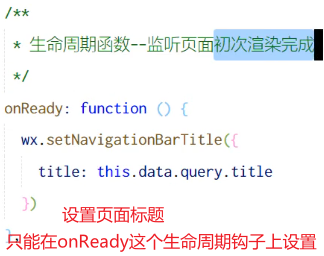 /**
 * 生命周期函数--监听页面初次渲染完成
 */
onReady: function () {
  wx.setNavigationBarTitle({
    title: this.data.query.title
  })
设置页面标题
},
只能在onReady这个生命周期钩子上设置